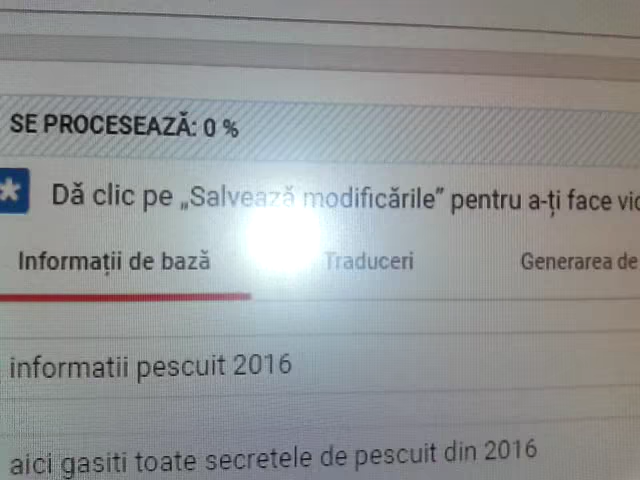 SE PROCESEAZĂ: 0 %
Dă clic pe „Salvează modificările” pentru a-ți face
Informații de bază
Traduceri
Generarea de
informatii pescuit 2016
aici gasiti toate secretele de pescuit din 2016